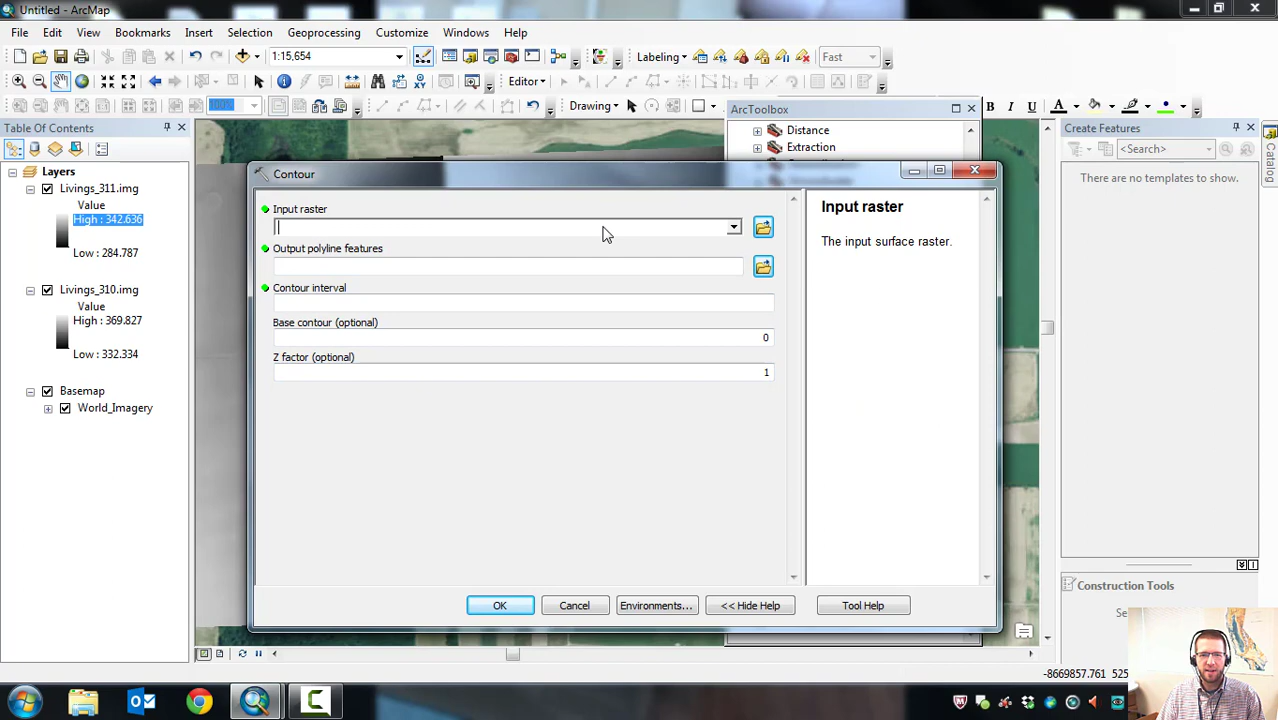 Untitled - ArcMap
File Edit View Bookmarks Insert Selection Geoprocessing Customize Windows Help
1:15,654
Labeling
Fast
Editor
100%
Drawing
ArcToolbox
B I U A
Table Of Contents
Distance
Extraction
Create Features
<Search>
There are no templates to show.
Catalog
Layers
Livings_311.img
Value
High : 342.636
Low : 284.787
Livings_310.img
Value
High : 369.827
Low : 332.334
Basemap
World_Imagery
Contour
Input raster
Output polyline features
Contour interval
Base contour (optional)
0
Z factor (optional)
1
Input raster
The input surface raster.
OK Cancel Environments... << Hide Help Tool Help
Construction Tools
-8669857.761